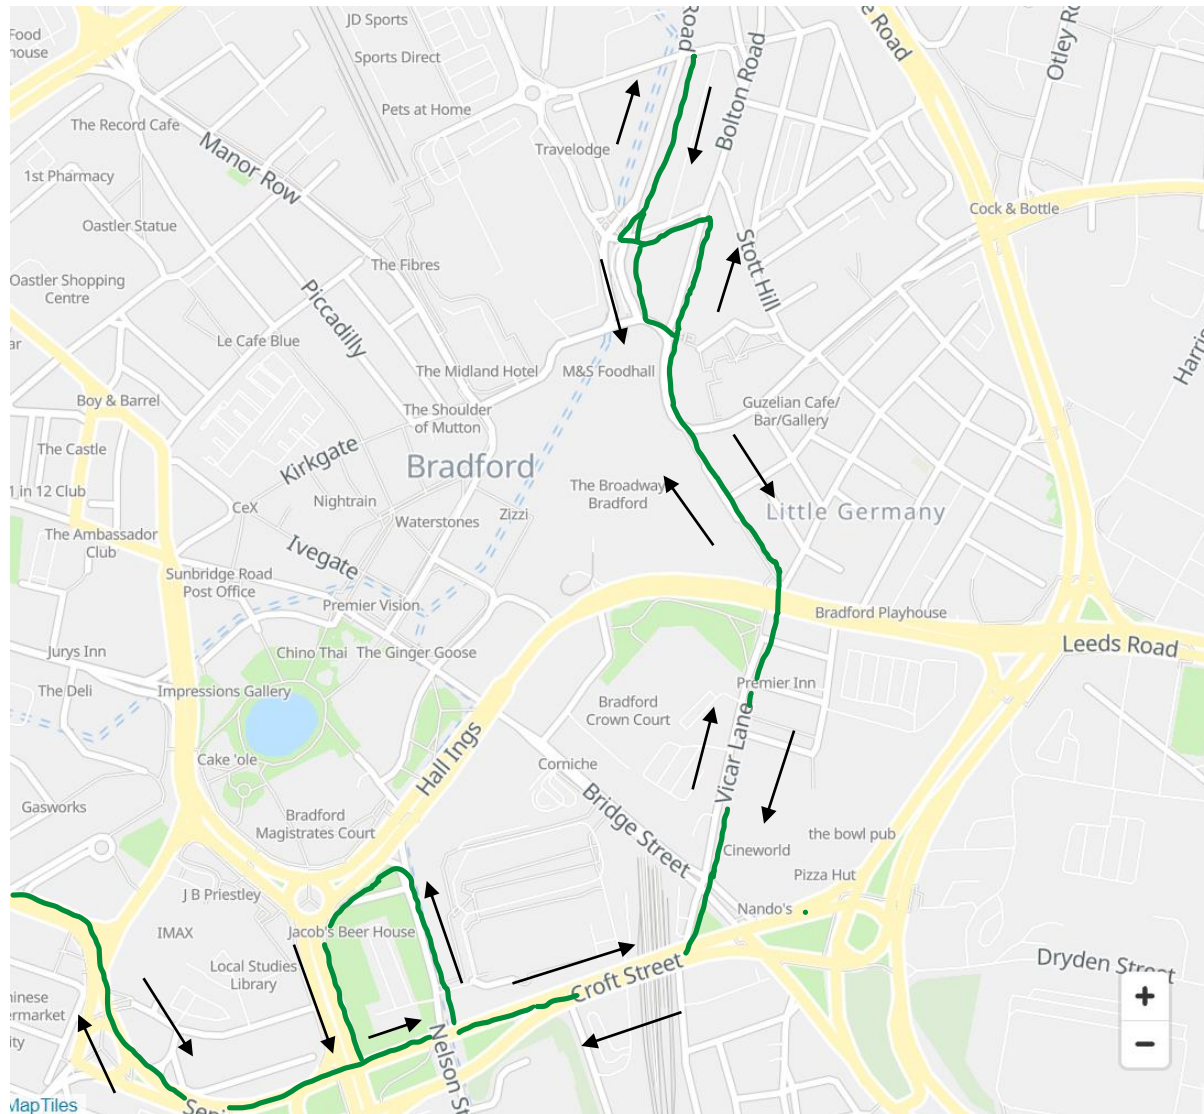 Food
house
JD Sports
Sports Direct
Pets at Home
The Record Cafe
Manor Row
1st Pharmacy
Oastler Statue
Travelodge
Road
Bolton Road
e Road
Otley Ro
Cock & Bottle
Stott Hill
The Fibres
Oastler Shopping
Centre
Piccadilly
ar
Le Cafe Blue
The Midland Hotel
M&S Foodhall
Harris
Boy & Barrel
The Shoulder
of Mutton
Guzelian Cafe/
Bar/Gallery
The Castle
Kirkgate
Bradford
1 in 12 Club
CeX
Nightrain
Waterstones
Zizzi
The Broadway
Bradford
Little Germany
The Ambassador
Club
Ivegate
Sunbridge Road
Post Office
Premier Vision
Bradford Playhouse
Leeds Road
Jurys Inn
Chino Thai
The Ginger Goose
The Deli
Impressions Gallery
Premier Inn
Bradford
Crown Court
Vicar Lane
Cake 'ole
Hall Ings
Corniche
Gasworks
Bradford
Magistrates Court
Bridge Street
the bowl pub
Cineworld
Pizza Hut
J B Priestley
Nando's
IMAX
Jacob's Beer House
Local Studies
Library
Croft Street
Dryden Street
hinese
ermarket
ity
Nelson St
+
−
MapTiles